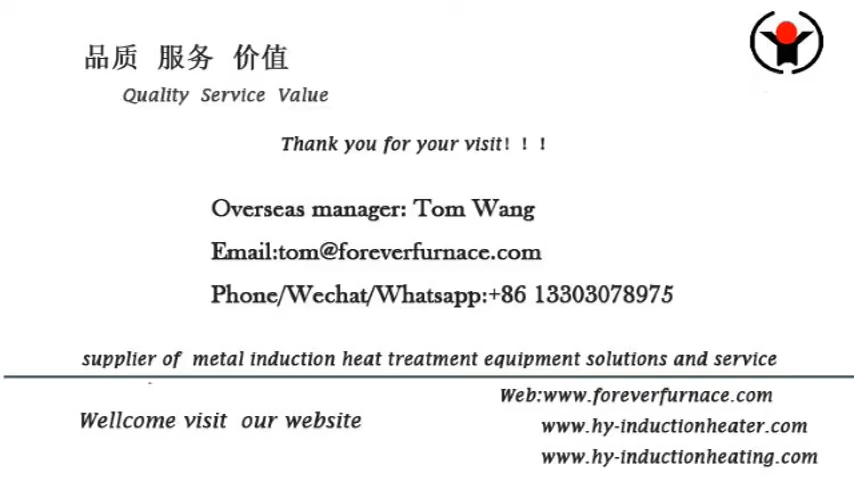 品质 服务 价值
Quality Service Value
Thank you for your visit！！！
Overseas manager: Tom Wang
Email:tom@foreverfurnace.com
Phone/Wechat/Whatsapp:+86 13303078975
supplier of metal induction heat treatment equipment solutions and service
Web:www.foreverfurnace.com
Wellcome visit our website
www.hy-inductionheater.com
www.hy-inductionheating.com